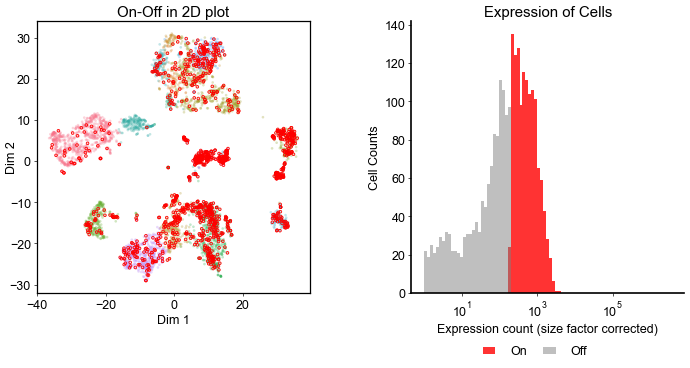 On-Off in 2D plot
30
20
10
0
−10
−20
−30
Dim 2
−40
−20
0
20
Dim 1
Expression of Cells
140
120
100
80
60
40
20
0
Cell Counts
10^1
10^3
10^5
Expression count (size factor corrected)
On
Off